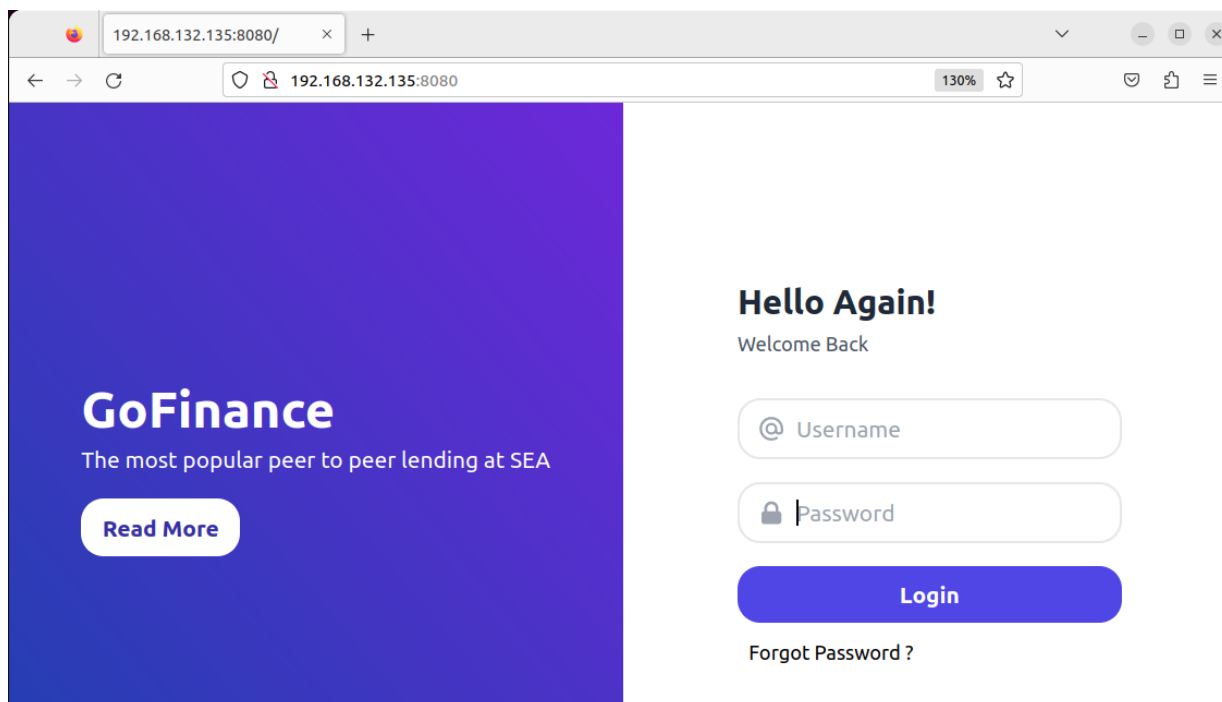 192.168.132.135:8080/
192.168.132.135:8080
130%
GoFinance
The most popular peer to peer lending at SEA
Read More
Hello Again!
Welcome Back
Username
Password
Login
Forgot Password ?